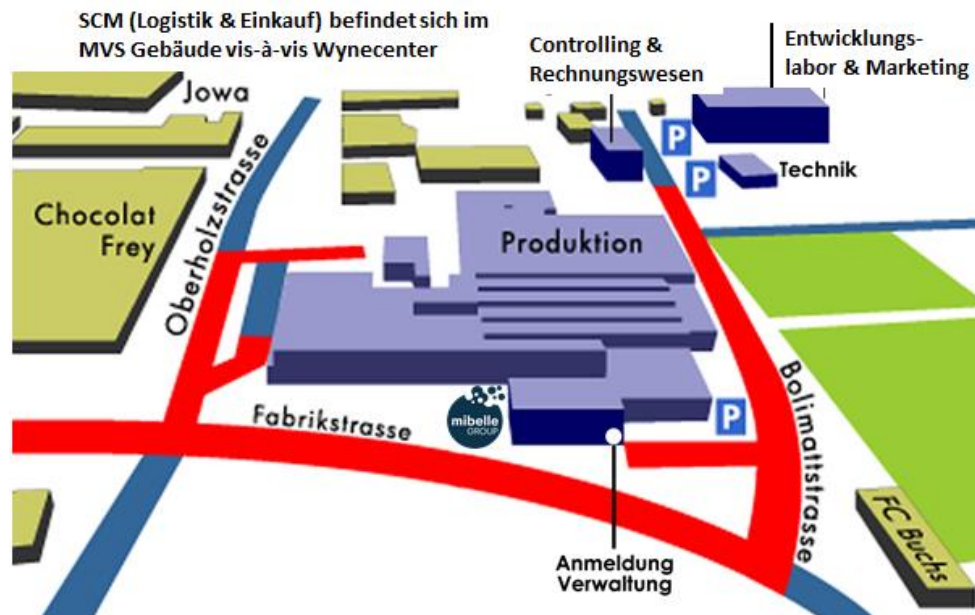 SCM (Logistik & Einkauf) befindet sich im
MVS Gebäude vis-à-vis Wynecenter
Controlling &
Rechnungswesen
Entwicklungs-
labor & Marketing
Jowa
P
Technik
P
Chocolat
Frey
Oberholzstrasse
Produktion
Bolimattstrasse
Fabrikstrasse
mibelle
GROUP
P
FC Buchs
Anmeldung
Verwaltung